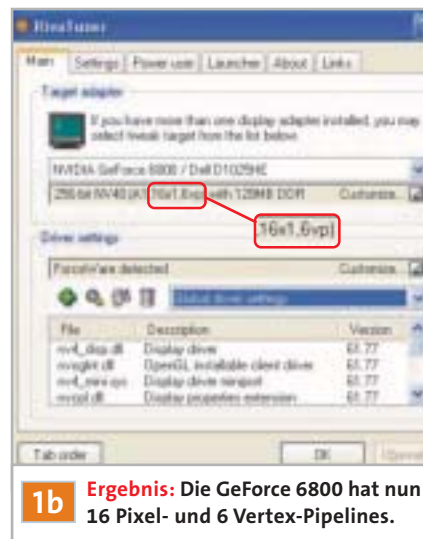 RivaTuner
Main Settings Power user Launcher About Links
Target adapter
If you have more than one display adapter installed, you may
select tweak target from the list below
NVIDIA GeForce 6800 / Dell D1025HE
256-bit NV40 (A1,16x1,6vp) with 128MB DDR Customize...
,16x1,6vp)
Driver settings
ForceWare detected Customize...
Global driver settings
File Description Version
nv4_disp.dll Display driver 61.77
nvoglnt.dll OpenGL installable client driver 61.77
nv4_mini.sys Display driver miniport 61.77
nvcpl.dll Display properties extension 61.77
Tab order OK
1b Ergebnis: Die GeForce 6800 hat nun
16 Pixel- und 6 Vertex-Pipelines.